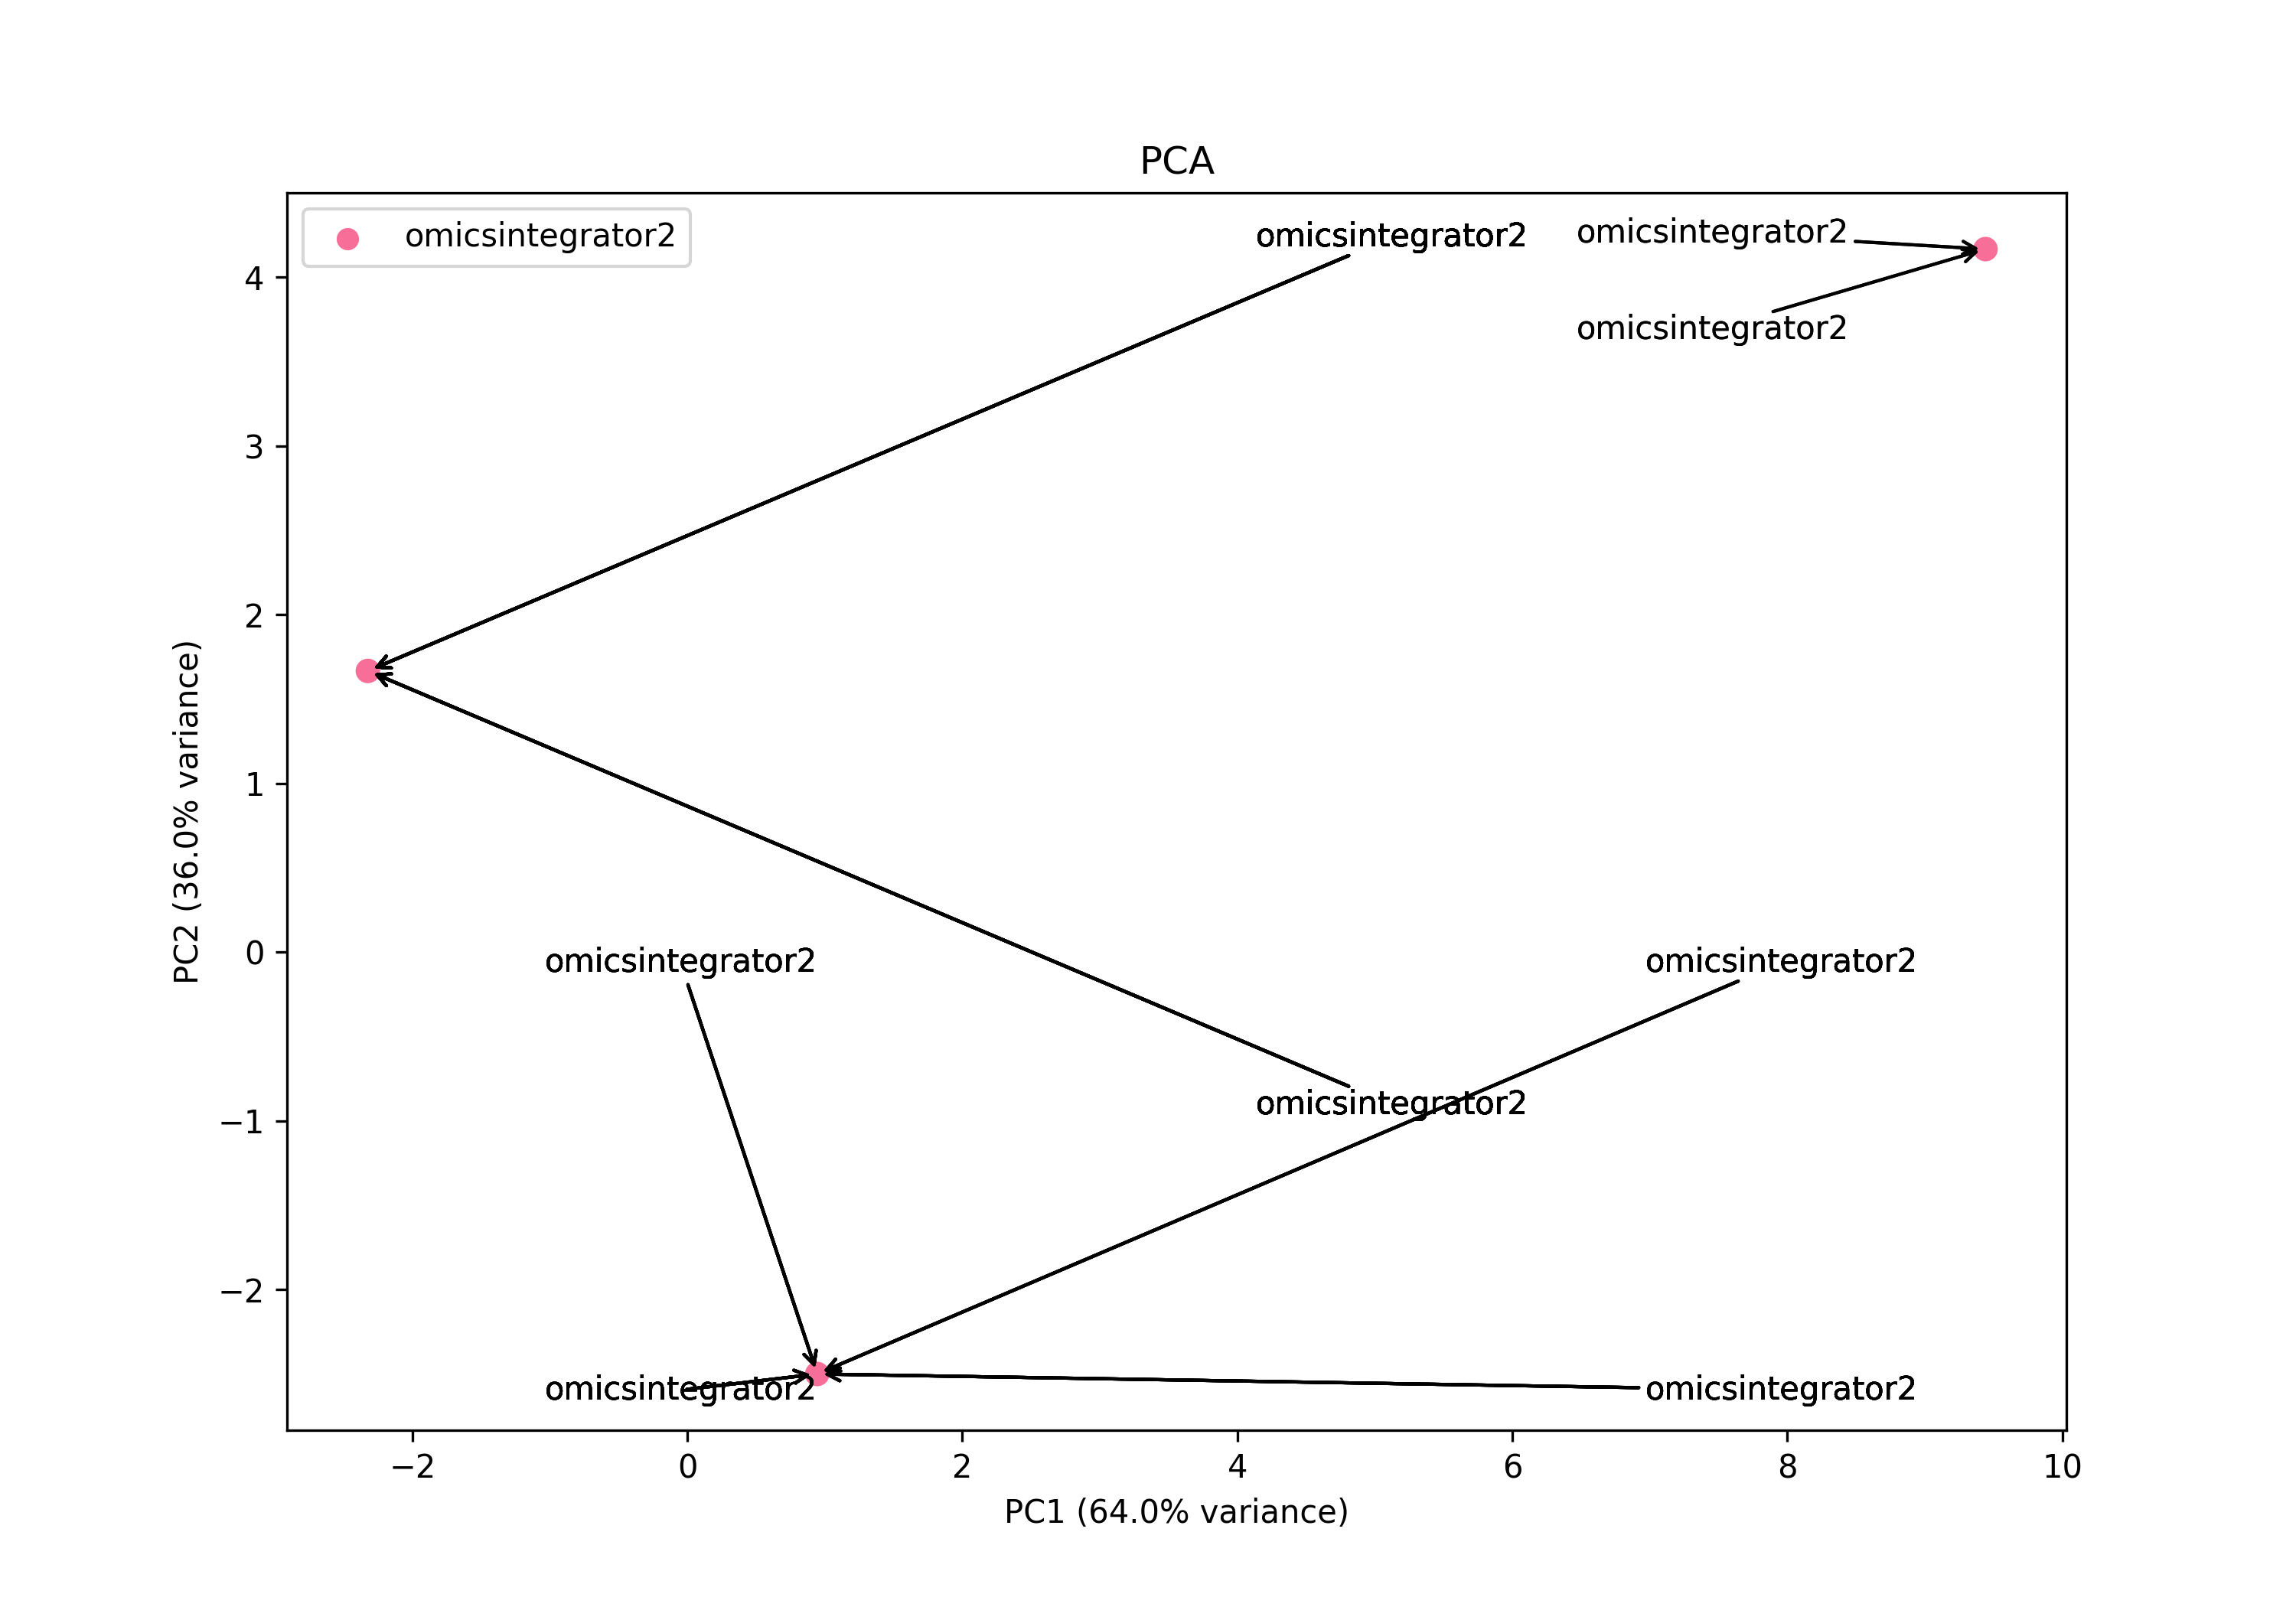 PCA
omicsintegrator2
omicsintegrator2
omicsintegrator2
omicsintegrator2
omicsintegrator2
omicsintegrator2
omicsintegrator2
omicsintegrator2
omicsintegrator2
4
3
2
1
0
−1
−2
PC2 (36.0% variance)
−2
0
2
4
6
8
10
PC1 (64.0% variance)